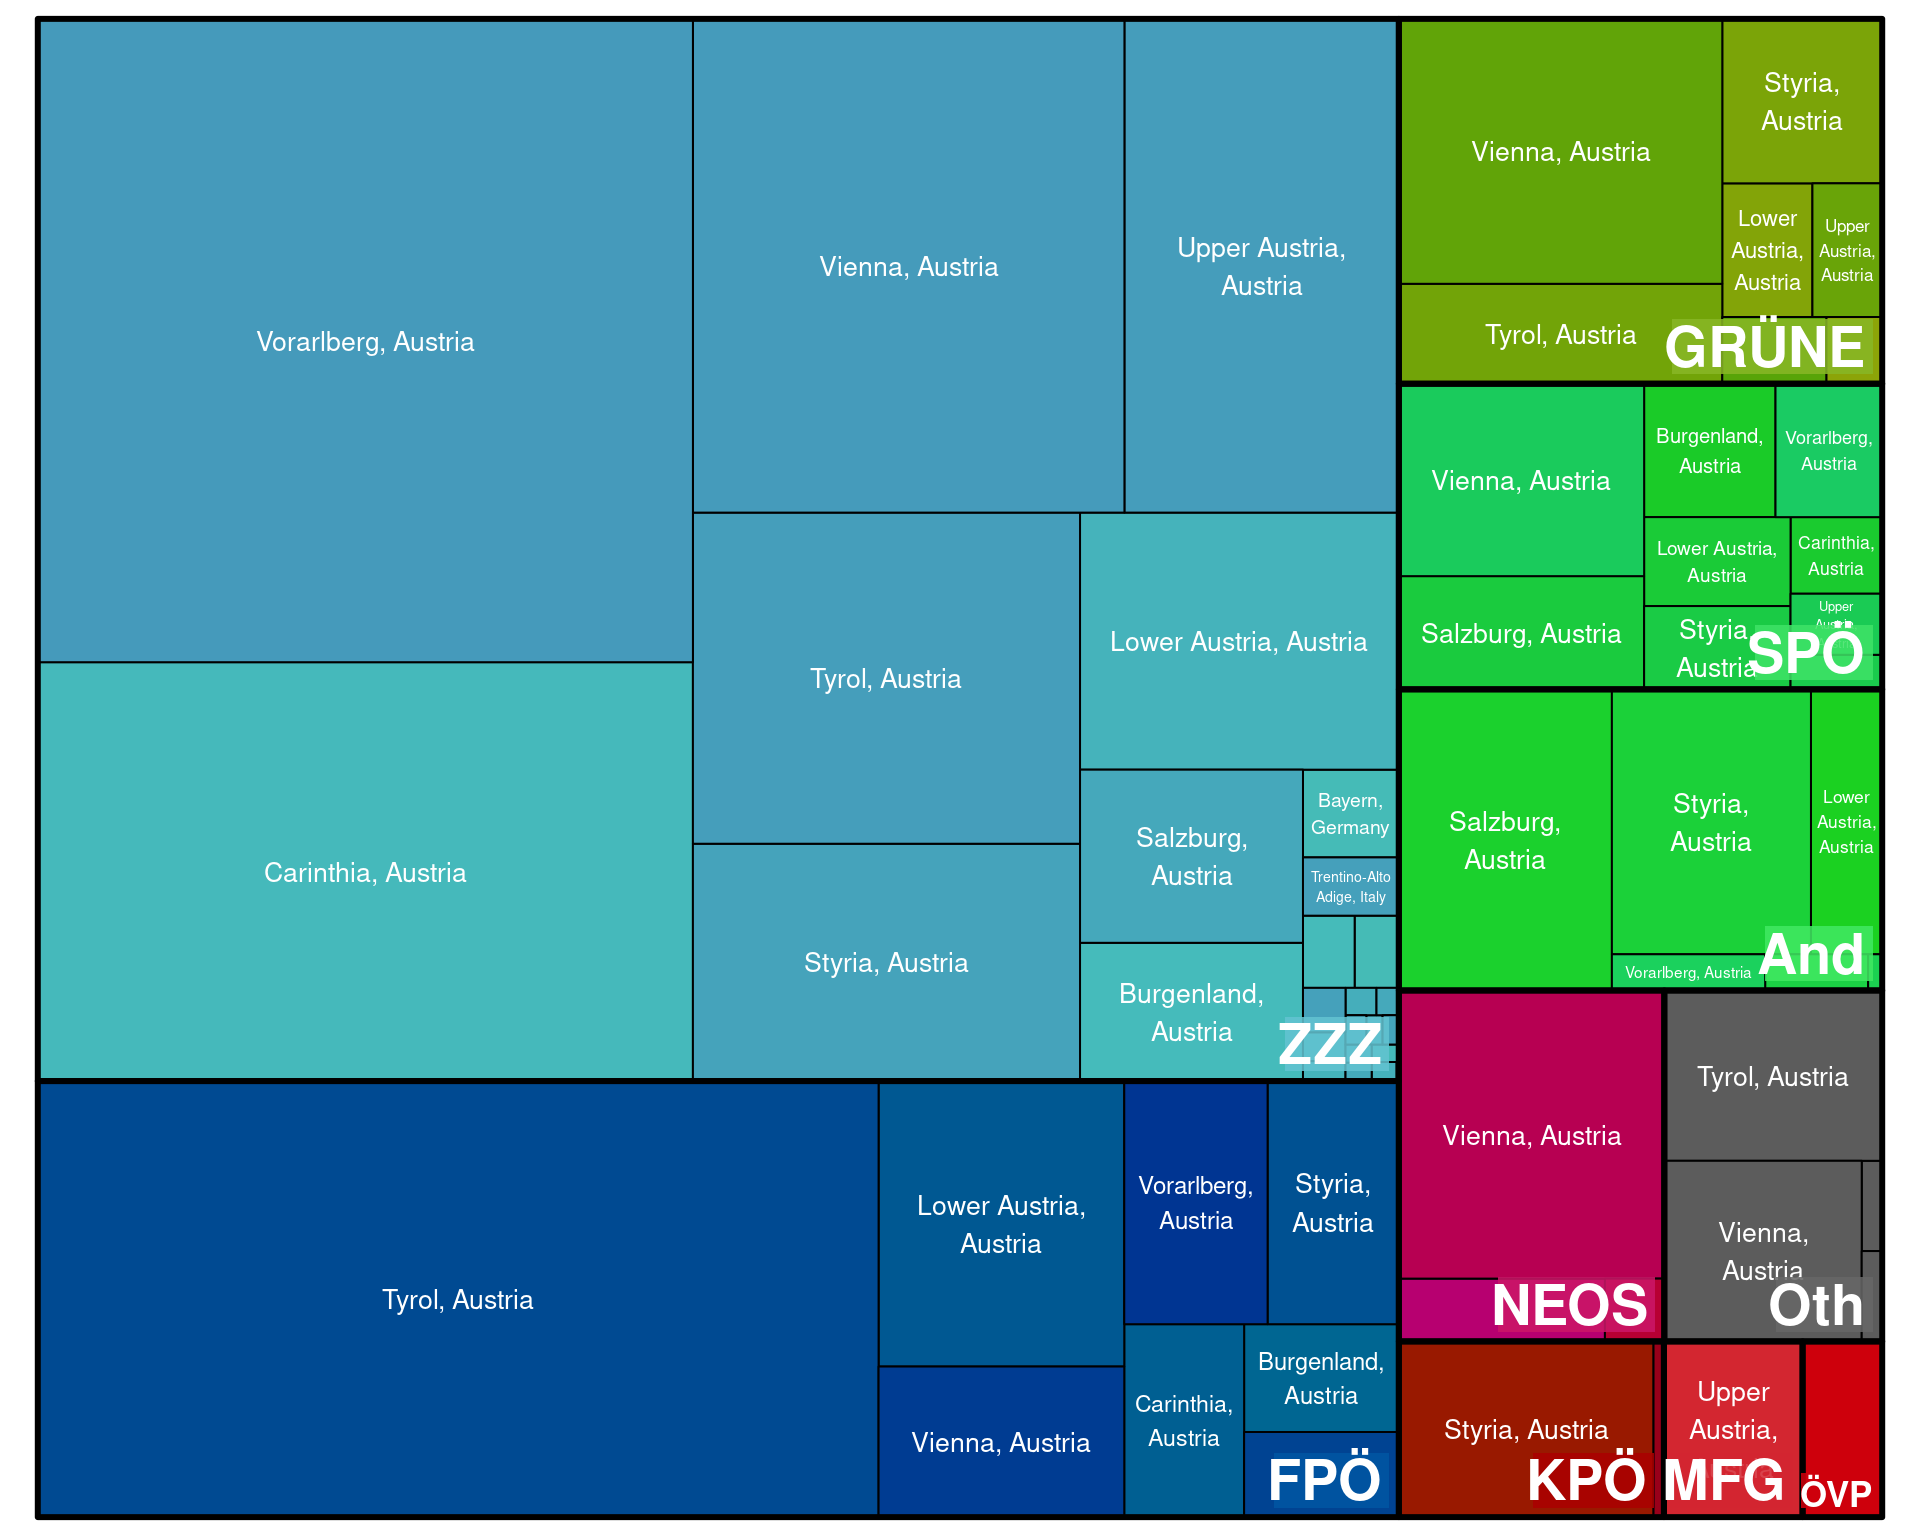 Vorarlberg, Austria
Carinthia, Austria
Vienna, Austria
Upper Austria,
Austria
Tyrol, Austria
Styria, Austria
Lower Austria, Austria
Salzburg,
Austria
Burgenland,
Austria
Bayern,
Germany
Trentino-Alto
Adige, Italy
ZZZ
Tyrol, Austria
Lower Austria,
Austria
Vienna, Austria
Vorarlberg,
Austria
Styria,
Austria
Carinthia,
Austria
Burgenland,
Austria
FPÖ
Vienna, Austria
Styria,
Austria
Lower
Austria,
Austria
Upper
Austria,
Austria
Tyrol, Austria
GRÜNE
Vienna, Austria
Burgenland,
Austria
Vorarlberg,
Austria
Lower Austria,
Austria
Carinthia,
Austria
Salzburg, Austria
Styria,
Austria
Upper
SPÖ
Salzburg,
Austria
Styria,
Austria
Lower
Austria,
Austria
Vorarlberg, Austria
And
Vienna, Austria
NEOS
Tyrol, Austria
Vienna,
Austria
Oth
Styria, Austria
KPÖ
Upper
Austria,
MFG
ÖVP